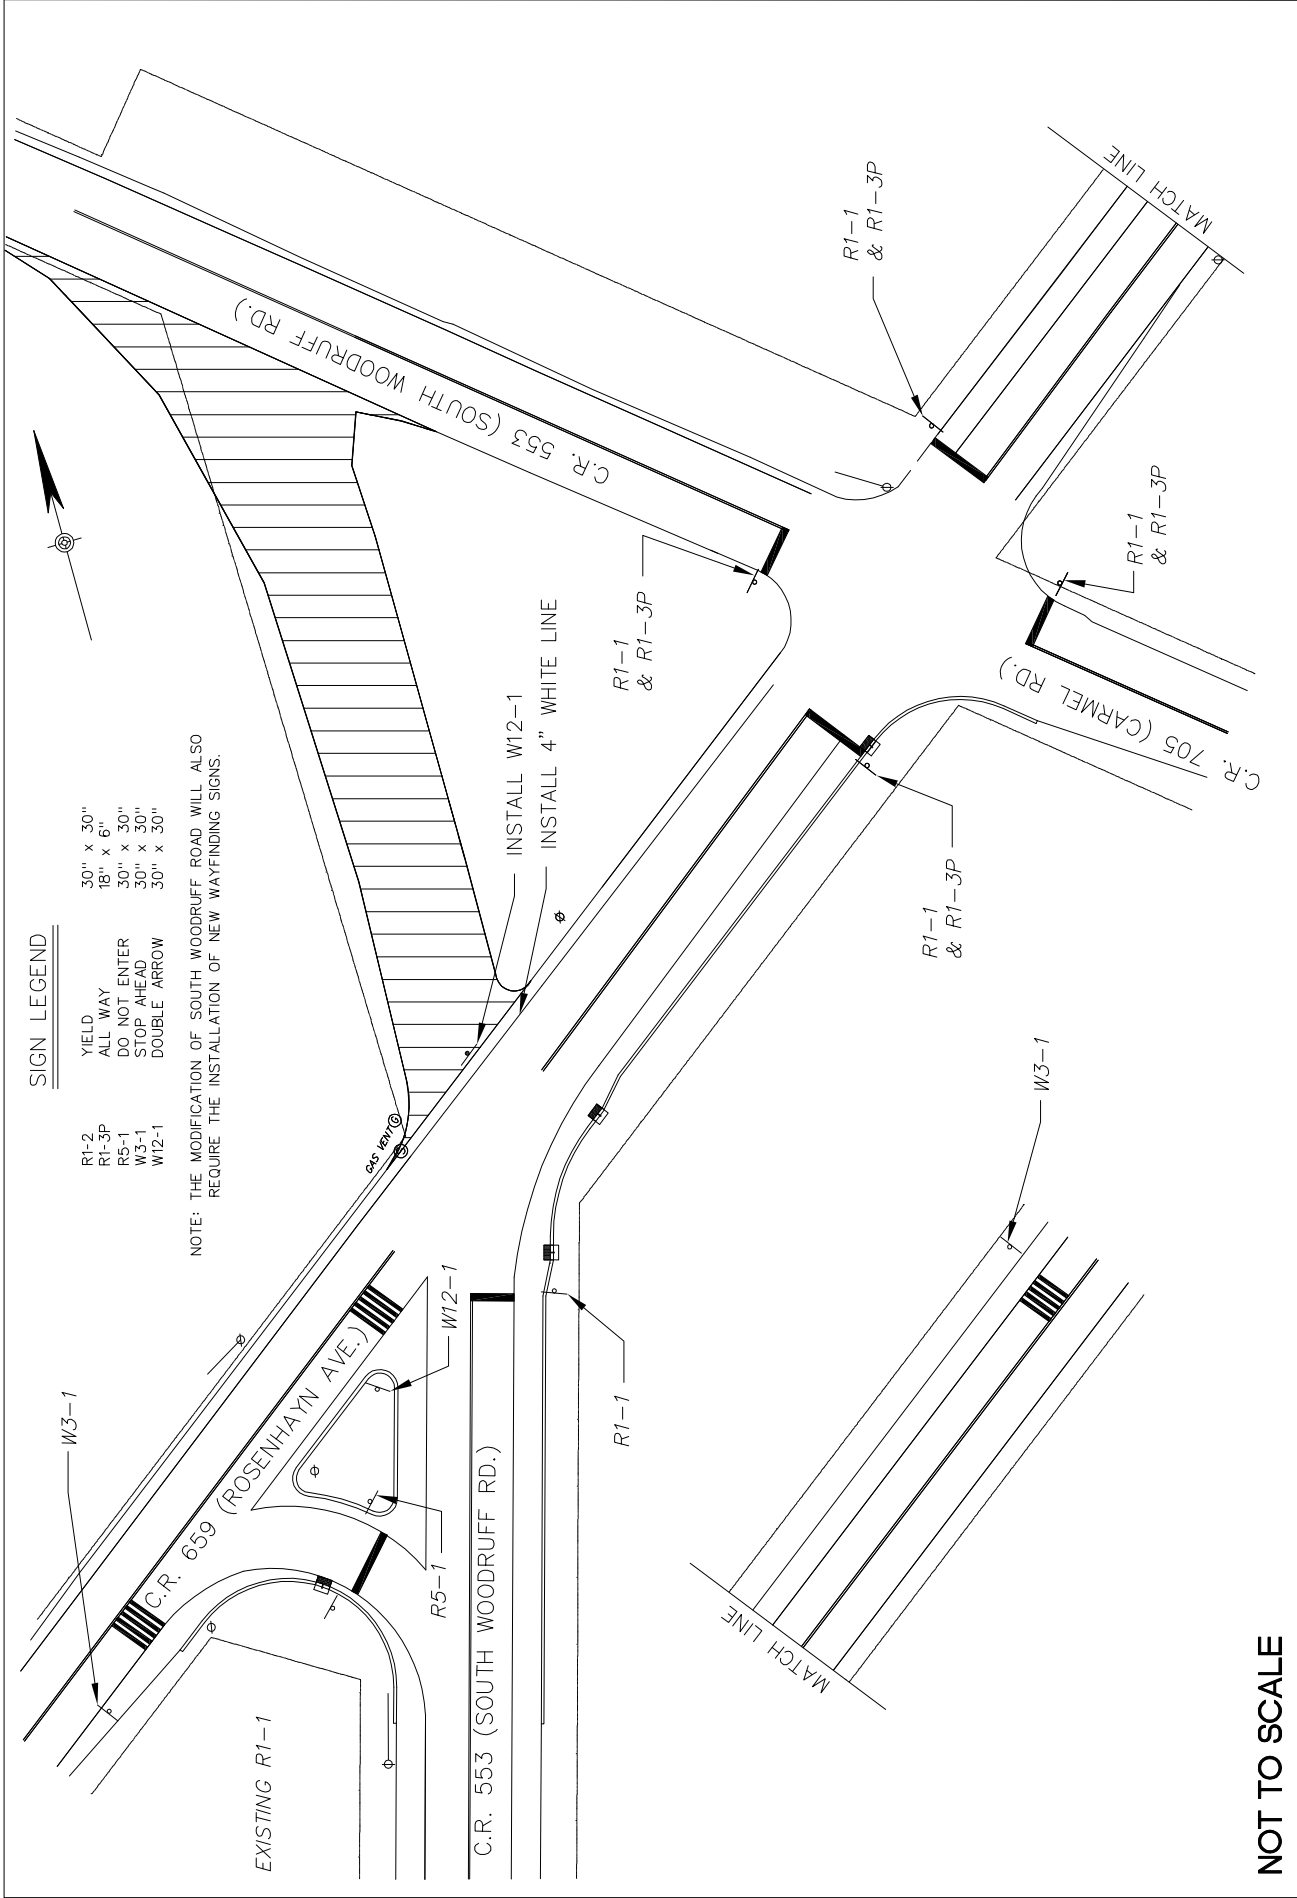 SIGN LEGEND
R1-2 YIELD 30" x 30"
R1-3P ALL WAY 18" x 6"
R5-1 DO NOT ENTER 30" x 30"
W3-1 STOP AHEAD 30" x 30"
W12-1 DOUBLE ARROW 30" x 30"
NOTE: THE MODIFICATION OF SOUTH WOODRUFF ROAD WILL ALSO
REQUIRE THE INSTALLATION OF NEW WAYFINDING SIGNS.
W3-1
EXISTING R1-1
C.R. 659 (ROSENHAYN AVE.)
GAS VENT
G
S
W12-1
R5-1
C.R. 553 (SOUTH WOODRUFF RD.)
R1-1
INSTALL W12-1
INSTALL 4" WHITE LINE
C.R. 553 (SOUTH WOODRUFF RD.)
R1-1
& R1-3P
R1-1
& R1-3P
R1-1
& R1-3P
R1-1
& R1-3P
C.R. 705 (CARMEL RD.)
MATCH LINE
MATCH LINE
W3-1
NOT TO SCALE